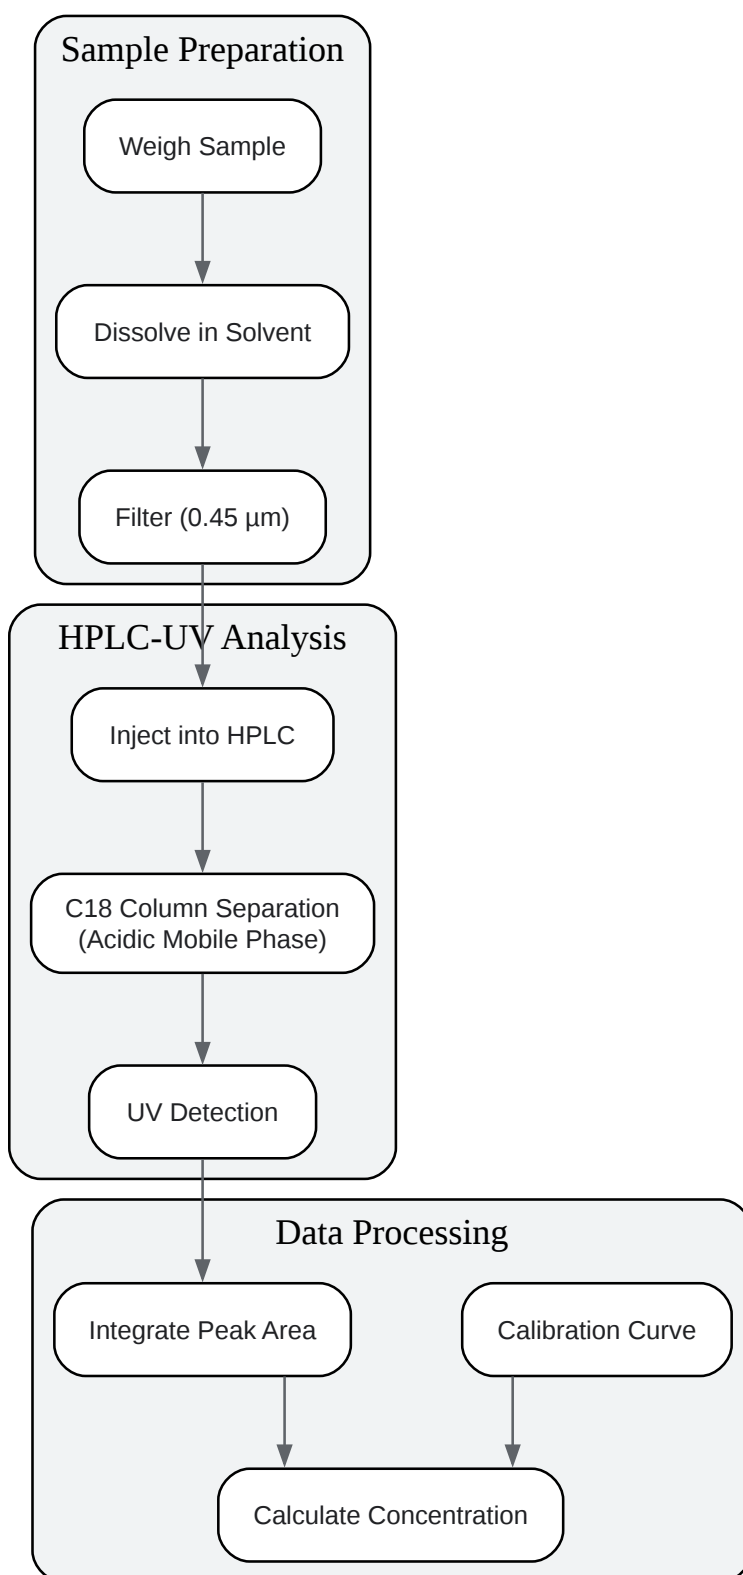 Sample Preparation
Weigh Sample
Dissolve in Solvent
Filter (0.45 µm)
HPLC-UV Analysis
Inject into HPLC
C18 Column Separation
(Acidic Mobile Phase)
UV Detection
Data Processing
Integrate Peak Area
Calibration Curve
Calculate Concentration